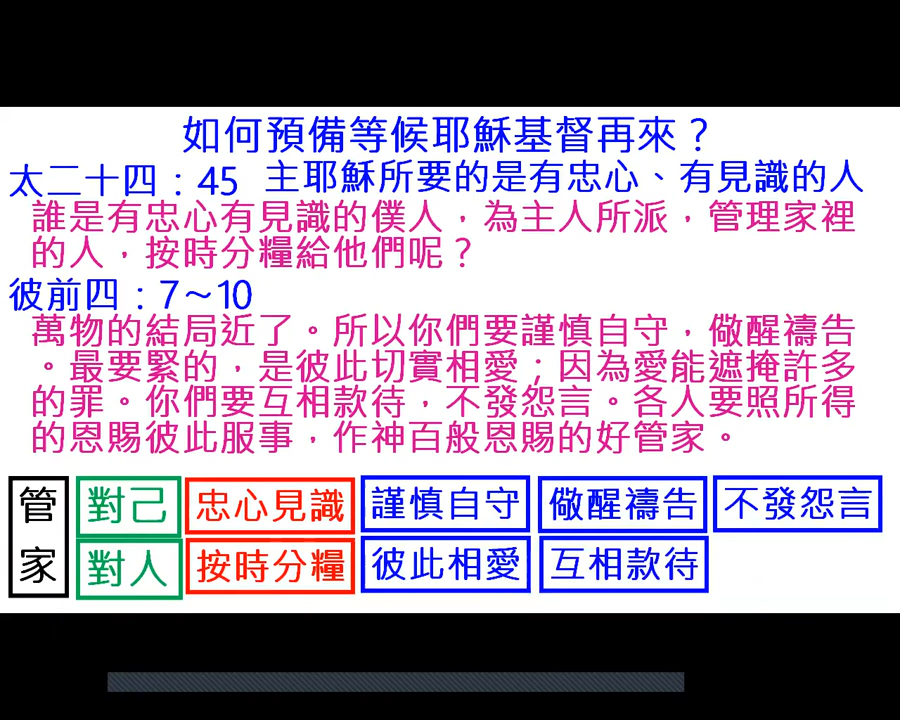 如何預備等候耶穌基督再來？
太二十四：45 主耶穌所要的是有忠心、有見識的人
誰是有忠心有見識的僕人，為主人所派，管理家裡
的人，按時分糧給他們呢？
彼前四：7～10
萬物的結局近了。所以你們要謹慎自守，儆醒禱告
。最要緊的，是彼此切實相愛；因為愛能遮掩許多
的罪。你們要互相款待，不發怨言。各人要照所得
的恩賜彼此服事，作神百般恩賜的好管家。
管家
對己 忠心見識 謹慎自守 儆醒禱告 不發怨言
對人 按時分糧 彼此相愛 互相款待